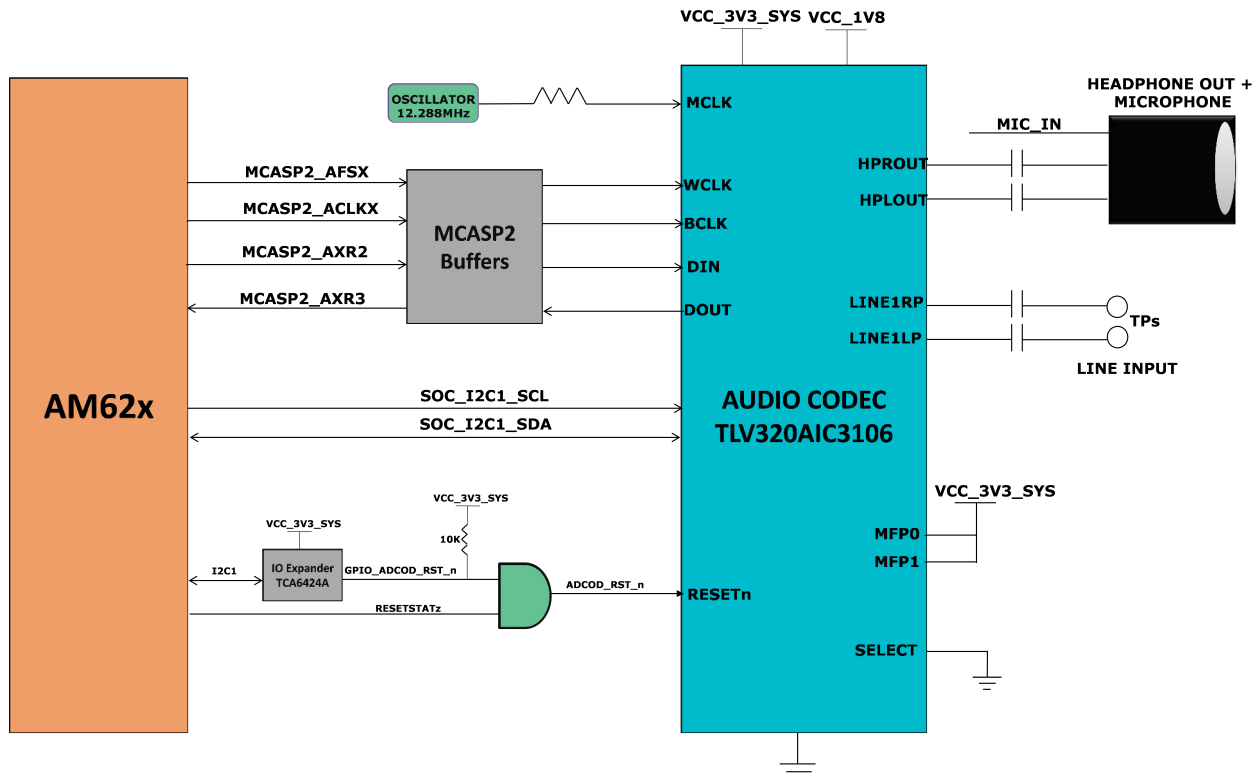 VCC_3V3_SYS
VCC_1V8
HEADPHONE OUT +
MICROPHONE
OSCILLATOR
12.288MHz
MCLK
MIC_IN
HPROUT
HPLOUT
MCASP2_AFSX
MCASP2_ACLKX
MCASP2_AXR2
MCASP2_AXR3
MCASP2
Buffers
WCLK
BCLK
DIN
DOUT
LINE1RP
LINE1LP
TPs
LINE INPUT
AM62x
SOC_I2C1_SCL
SOC_I2C1_SDA
AUDIO CODEC
TLV320AIC3106
VCC_3V3_SYS
VCC_3V3_SYS
10K
VCC_3V3_SYS
I2C1
IO Expander
TCA6424A
GPIO_ADCOD_RST_n
RESETSTATz
ADCOD_RST_n
RESETn
MFP0
MFP1
SELECT